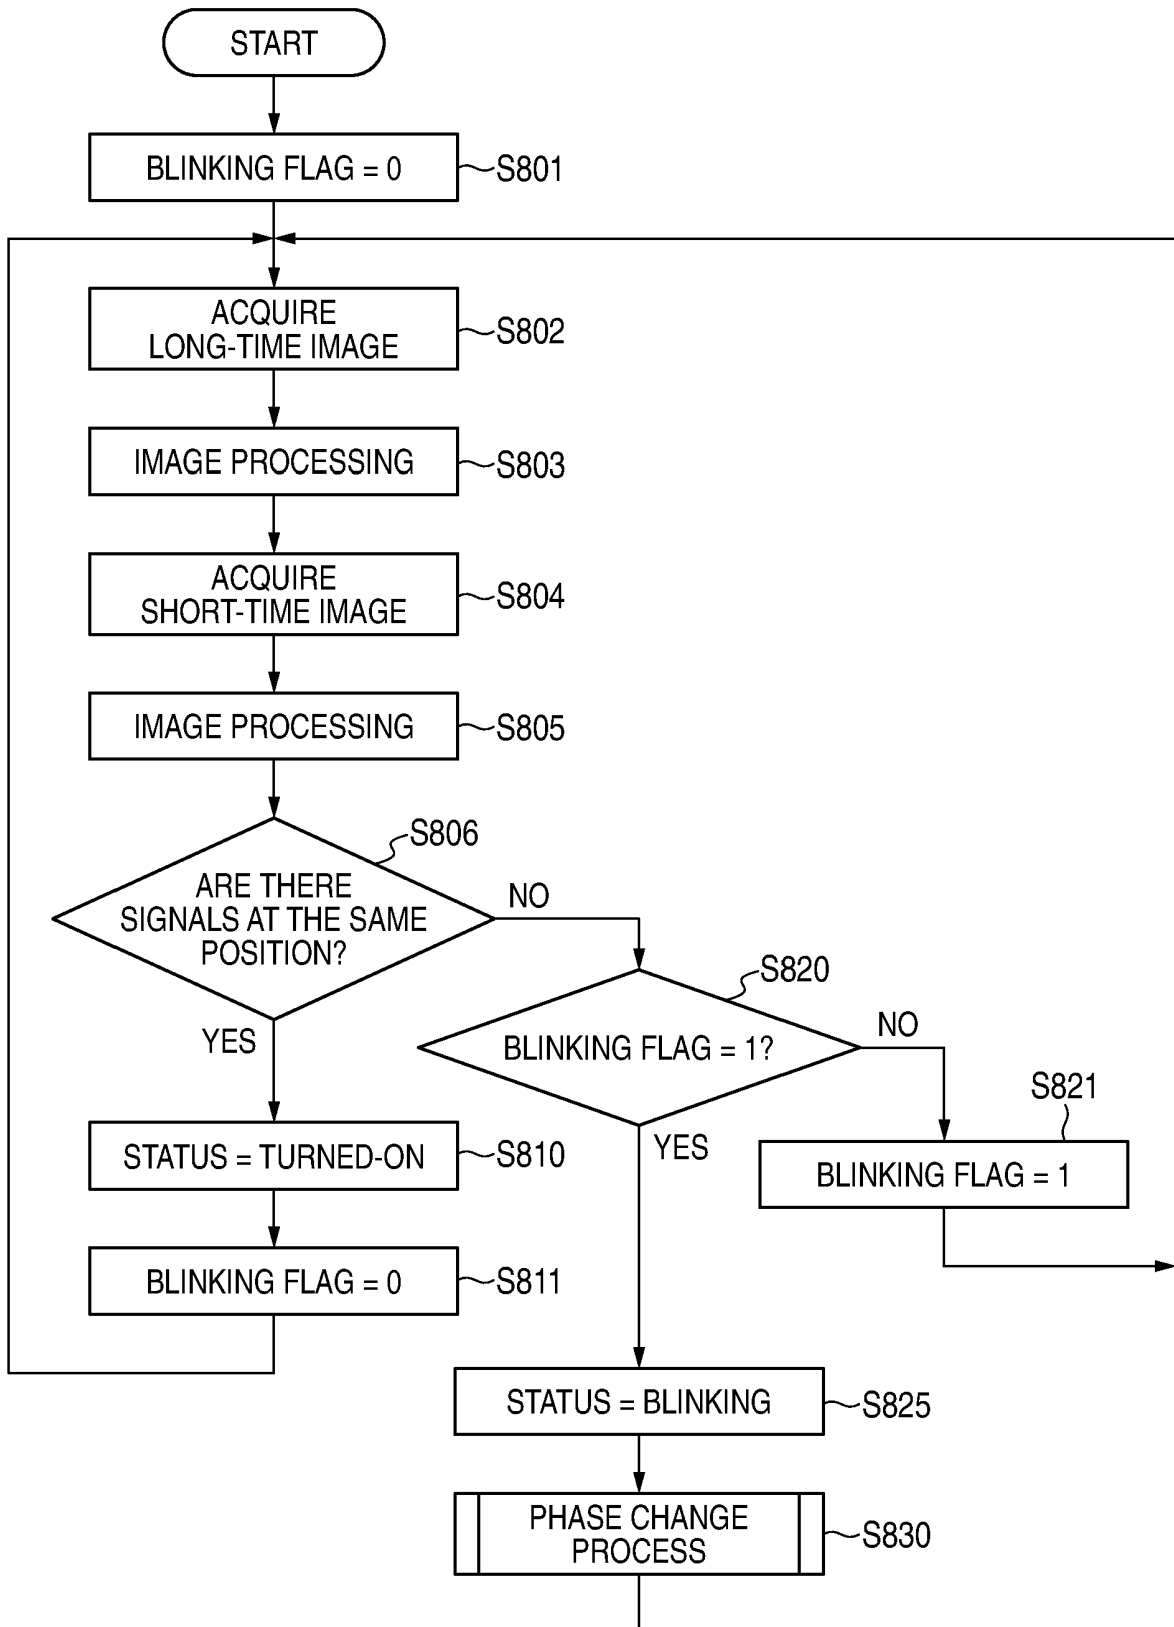 START
BLINKING FLAG = 0
S801
ACQUIRE
LONG-TIME IMAGE
S802
IMAGE PROCESSING
S803
ACQUIRE
SHORT-TIME IMAGE
S804
IMAGE PROCESSING
S805
S806
ARE THERE
SIGNALS AT THE SAME
POSITION?
NO
YES
S820
BLINKING FLAG = 1?
NO
YES
S821
BLINKING FLAG = 1
STATUS = TURNED-ON
S810
BLINKING FLAG = 0
S811
STATUS = BLINKING
S825
PHASE CHANGE
PROCESS
S830